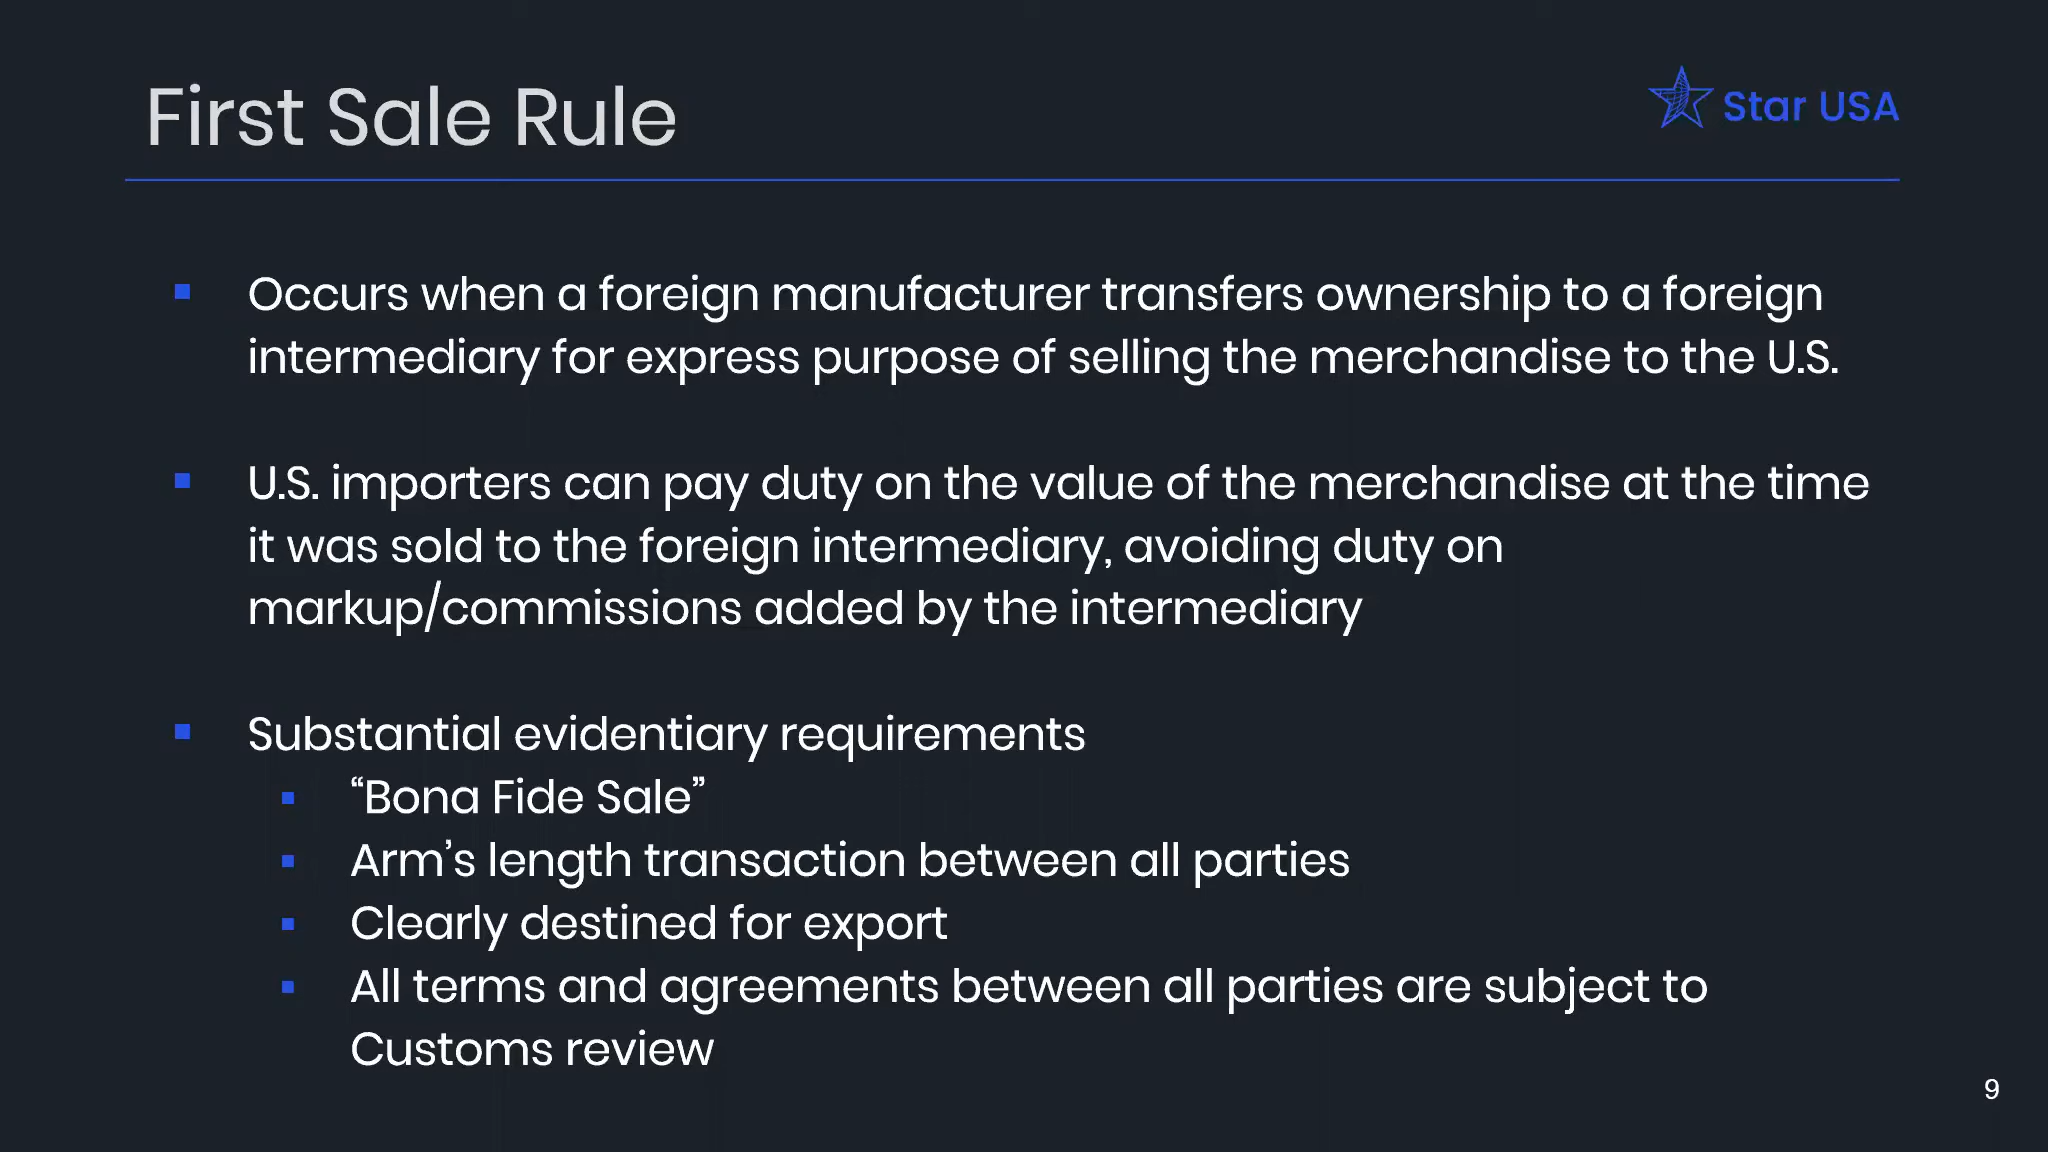 First Sale Rule
Star USA
Occurs when a foreign manufacturer transfers ownership to a foreign
intermediary for express purpose of selling the merchandise to the U.S.
U.S. importers can pay duty on the value of the merchandise at the time
it was sold to the foreign intermediary, avoiding duty on
markup/commissions added by the intermediary
Substantial evidentiary requirements
“Bona Fide Sale”
Arm’s length transaction between all parties
Clearly destined for export
All terms and agreements between all parties are subject to
Customs review
9